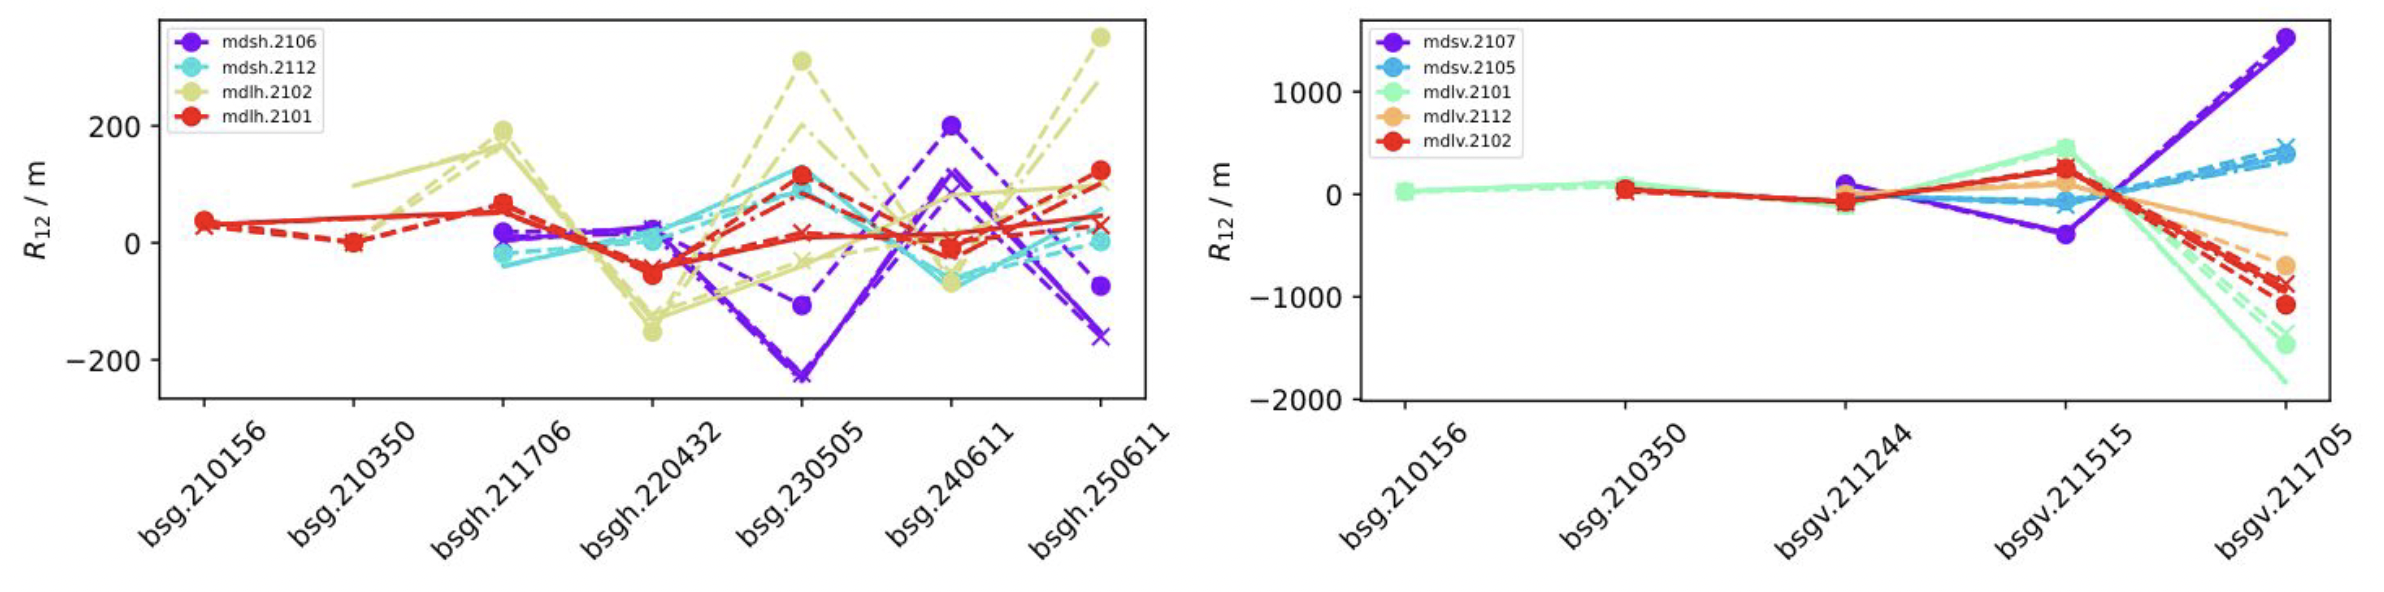 mdsh.2106
mdsh.2112
mdlh.2102
mdlh.2101
200
0
−200
R12 / m
bsg.210156
bsg.210350
bsgh.211706
bsgh.220432
bsg.230505
bsg.240611
bsgh.250611
mdsv.2107
mdsv.2105
mdlv.2101
mdlv.2112
mdlv.2102
1000
0
−1000
−2000
R12 / m
bsg.210156
bsg.210350
bsgv.211244
bsgv.211515
bsgv.211705